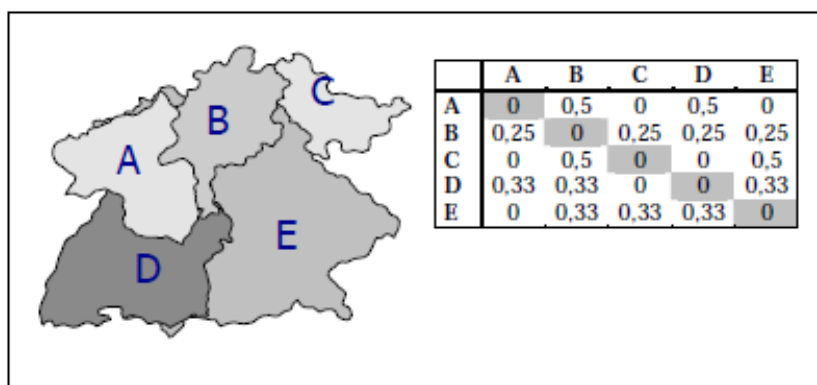 A
B
C
D
E
A B C D E
A 0 0,5 0 0,5 0
B 0,25 0 0,25 0,25 0,25
C 0 0,5 0 0 0,5
D 0,33 0,33 0 0 0,33
E 0 0,33 0,33 0,33 0